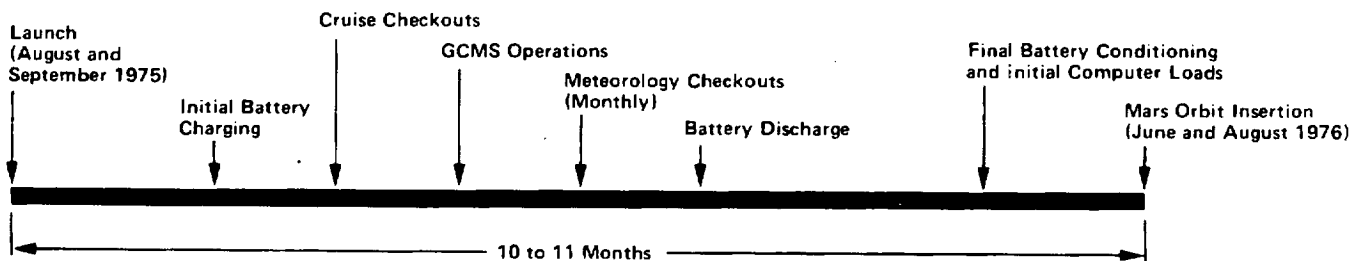 Launch
(August and
September 1975)
Initial Battery
Charging
Cruise Checkouts
GCMS Operations
Meteorology Checkouts
(Monthly)
Battery Discharge
Final Battery Conditioning
and initial Computer Loads
Mars Orbit Insertion
(June and August 1976)
10 to 11 Months